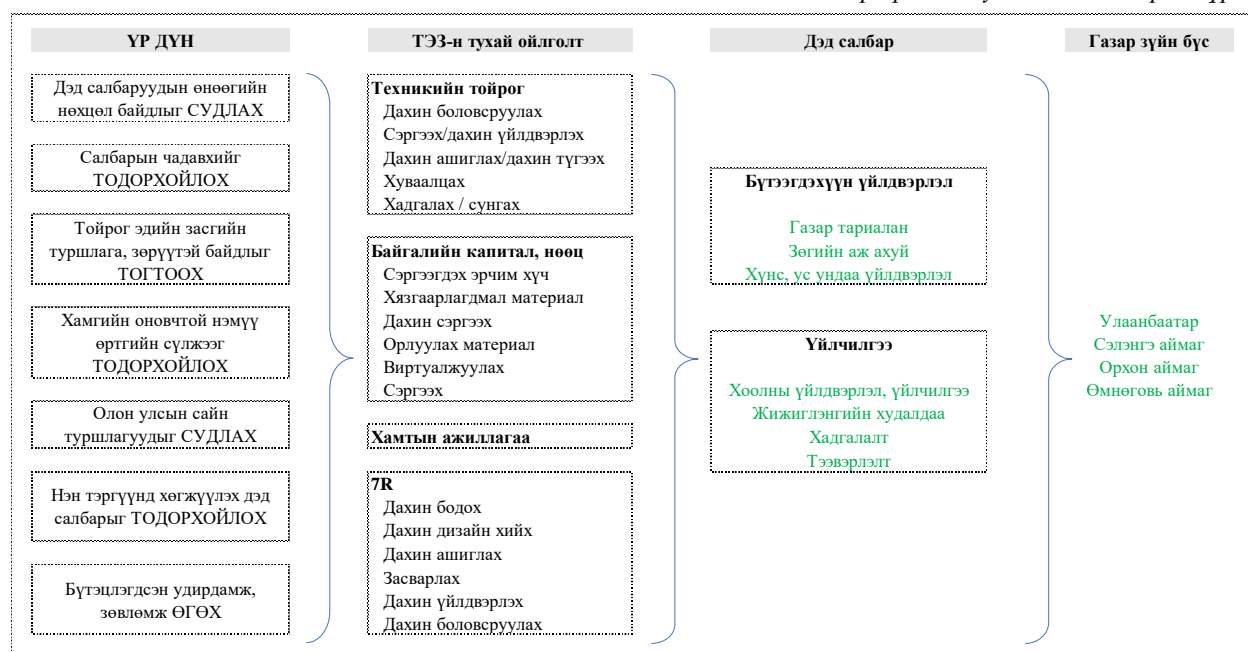 ҮР ДҮН
Дэд салбаруудын өнөөгийн
нөхцөл байдлыг СУДЛАХ
Салбарын чадавхийг
ТОДОРХОЙЛОХ
Тойрог эдийн засгийн
туршлага, зөрүүтэй байдлыг
ТОГТООХ
Хамгийн оновчтой нэмүү
өртгийн сүлжээг
ТОДОРХОЙЛОХ
Олон улсын сайн
туршлагуудыг СУДЛАХ
Нэн тэргүүнд хөгжүүлэх дэд
салбарыг ТОДОРХОЙЛОХ
Бүтэцлэгдсэн удирдамж,
зөвлөмж ӨГӨХ
ТЭЗ-н тухай ойлголт
Техникийн тойрог
Дахин боловсруулах
Сэргээх/дахин үйлдвэрлэх
Дахин ашиглах/дахин түгээх
Хуваалцах
Хадгалах / сунгах
Байгалийн капитал, нөөц
Сэргээгдэх эрчим хүч
Хязгаарлагдмал материал
Дахин сэргээх
Орлуулах материал
Виртуалжуулах
Сэргээх
Хамтын ажиллагаа
7R
Дахин бодох
Дахин дизайн хийх
Дахин ашиглах
Засварлах
Дахин үйлдвэрлэх
Дахин боловсруулах
Дэд салбар
Бүтээгдэхүүн үйлдвэрлэл
Газар тариалан
Зөгийн аж ахуй
Хүнс, ус ундаа үйлдвэрлэл
Үйлчилгээ
Хоолны үйлдвэрлэл, үйлчилгээ
Жижиглэнгийн худалдаа
Хадгалалт
Тээвэрлэлт
Газар зүйн бүс
Улаанбаатар
Сэлэнгэ аймаг
Орхон аймаг
Өмнөговь аймаг